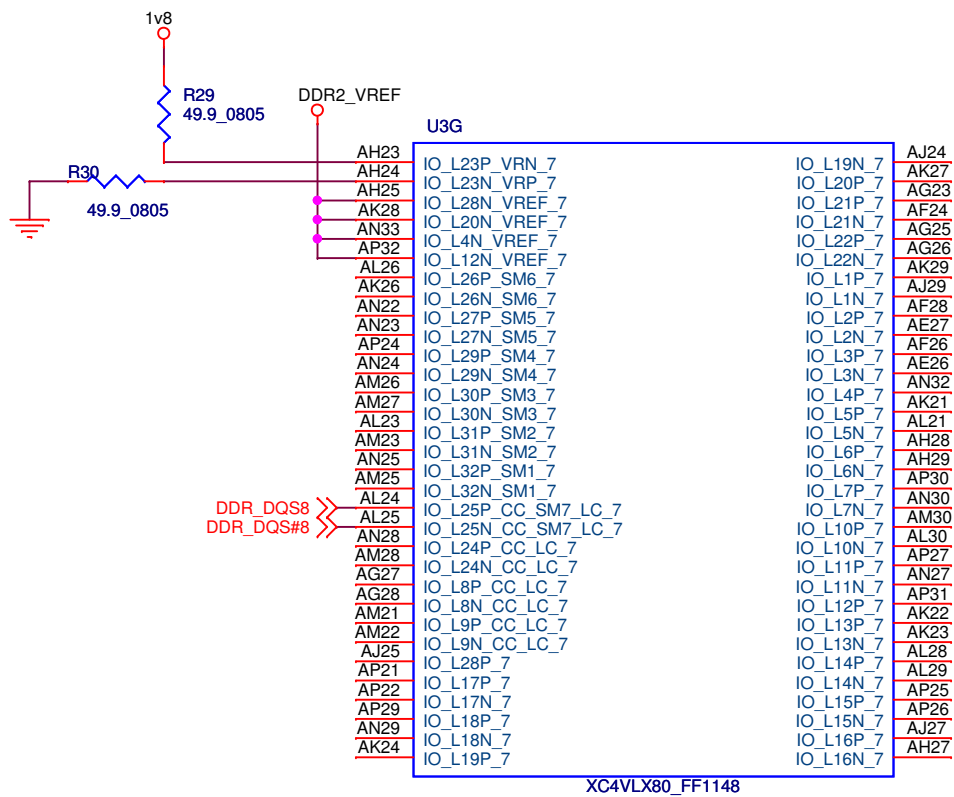 1v8
R29
49.9_0805
DDR2_VREF
U3G
R30
49.9_0805
AH23 IO_L23P_VRN_7 IO_L19N_7 AJ24
AH24 IO_L23N_VRP_7 IO_L20P_7 AK27
AH25 IO_L28N_VREF_7 IO_L21P_7 AG23
AK28 IO_L20N_VREF_7 IO_L21N_7 AF24
AN33 IO_L4N_VREF_7 IO_L22P_7 AG25
AP32 IO_L12N_VREF_7 IO_L22N_7 AG26
AL26 IO_L26P_SM6_7 IO_L1P_7 AK29
AK26 IO_L26N_SM6_7 IO_L1N_7 AJ29
AN22 IO_L27P_SM5_7 IO_L2P_7 AF28
AN23 IO_L27N_SM5_7 IO_L2N_7 AE27
AP24 IO_L29P_SM4_7 IO_L3P_7 AF26
AN24 IO_L29N_SM4_7 IO_L3N_7 AE26
AM26 IO_L30P_SM3_7 IO_L4P_7 AN32
AM27 IO_L30N_SM3_7 IO_L5P_7 AK21
AL23 IO_L31P_SM2_7 IO_L5N_7 AL21
AM23 IO_L31N_SM2_7 IO_L6P_7 AH28
AN25 IO_L32P_SM1_7 IO_L6N_7 AH29
AM25 IO_L32N_SM1_7 IO_L7P_7 AP30
DDR_DQS8 AL24 IO_L25P_CC_SM7_LC_7 IO_L7N_7 AN30
DDR_DQS#8 AL25 IO_L25N_CC_SM7_LC_7 IO_L10P_7 AM30
AN28 IO_L24P_CC_LC_7 IO_L10N_7 AL30
AM28 IO_L24N_CC_LC_7 IO_L11P_7 AP27
AG27 IO_L8P_CC_LC_7 IO_L11N_7 AN27
AG28 IO_L8N_CC_LC_7 IO_L12P_7 AP31
AM21 IO_L9P_CC_LC_7 IO_L13P_7 AK22
AM22 IO_L9N_CC_LC_7 IO_L13N_7 AK23
AJ25 IO_L28P_7 IO_L14P_7 AL28
AP21 IO_L17P_7 IO_L14N_7 AL29
AP22 IO_L17N_7 IO_L15P_7 AP25
AP29 IO_L18P_7 IO_L15N_7 AP26
AN29 IO_L18N_7 IO_L16P_7 AJ27
AK24 IO_L19P_7 IO_L16N_7 AH27
XC4VLX80_FF1148